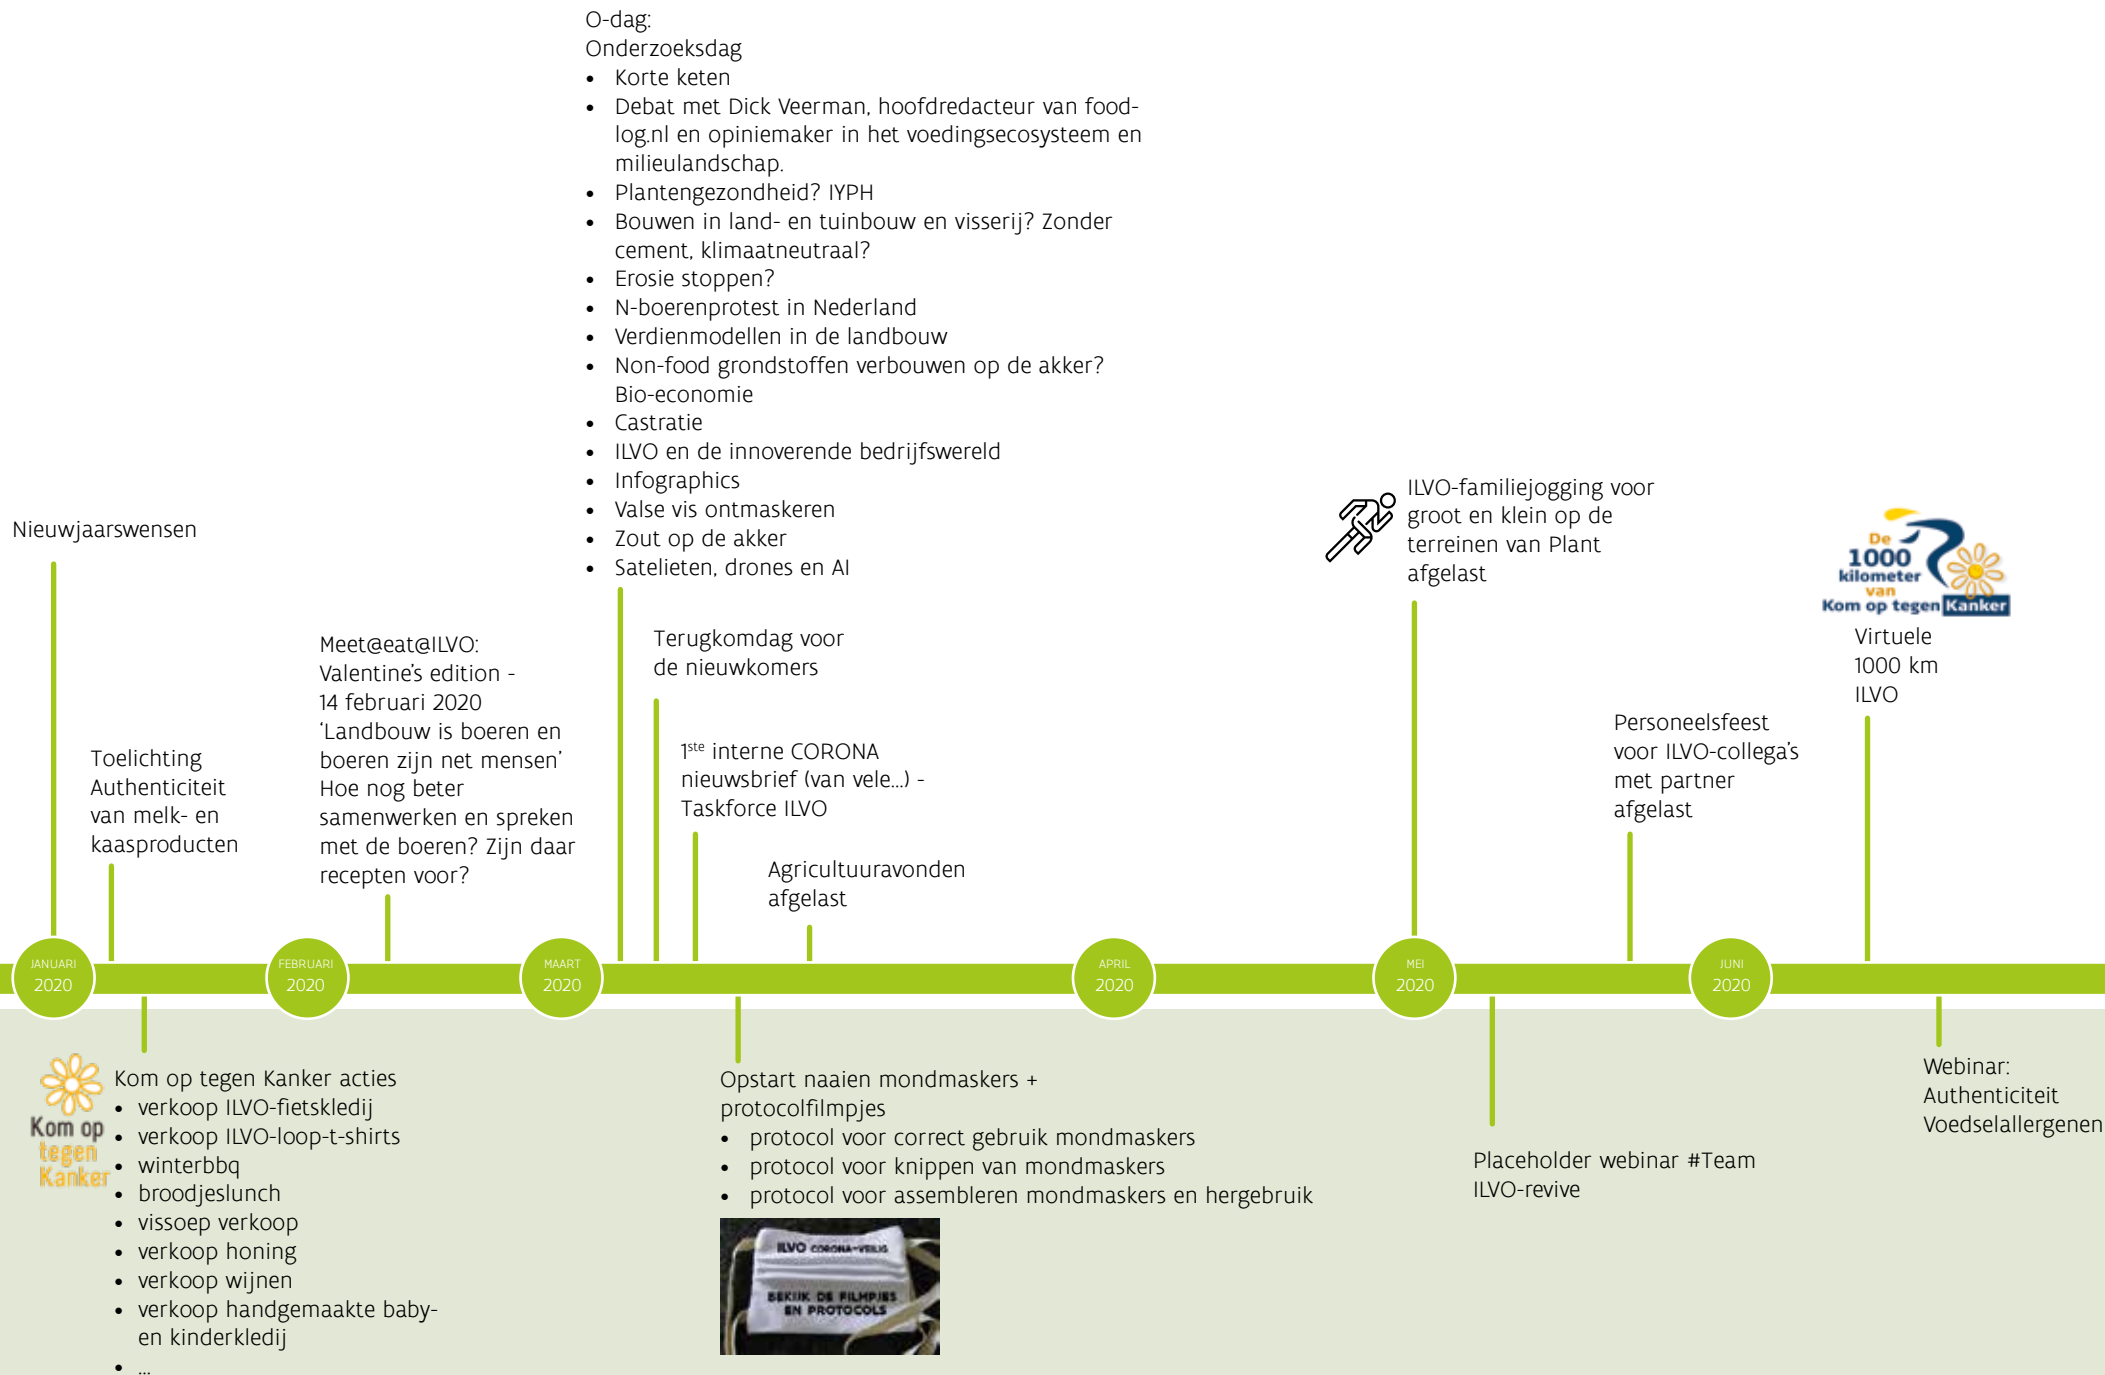 O-dag:
Onderzoeksdag
• Korte keten
• Debat met Dick Veerman, hoofdredacteur van food-
log.nl en opiniemaker in het voedingsecosysteem en
milieulandschap.
• Plantengezondheid? IYPH
• Bouwen in land- en tuinbouw en visserij? Zonder
cement, klimaatneutraal?
• Erosie stoppen?
• N-boerenprotest in Nederland
• Verdienmodellen in de landbouw
• Non-food grondstoffen verbouwen op de akker?
Bio-economie
• Castratie
• ILVO en de innoverende bedrijfswereld
• Infographics
• Valse vis ontmaskeren
• Zout op de akker
• Satelieten, drones en AI
Nieuwjaarswensen
Toelichting
Authenticiteit
van melk- en
kaasproducten
Meet@eat@ILVO:
Valentine's edition -
14 februari 2020
‘Landbouw is boeren en
boeren zijn net mensen’
Hoe nog beter
samenwerken en spreken
met de boeren? Zijn daar
recepten voor?
Terugkomdag voor
de nieuwkomers
1ste interne CORONA
nieuwsbrief (van vele...) -
Taskforce ILVO
Agricultuuravonden
afgelast
ILVO-familiejogging voor
groot en klein op de
terreinen van Plant
afgelast
Personeelsfeest
voor ILVO-collega's
met partner
afgelast
De
1000
kilometer
van
Kom op tegen Kanker
Virtuele
1000 km
ILVO
JANUARI
2020
FEBRUARI
2020
MAART
2020
APRIL
2020
MEI
2020
JUNI
2020
Kom op
tegen
Kanker
Kom op tegen Kanker acties
• verkoop ILVO-fietskledij
• verkoop ILVO-loop-t-shirts
• winterbbq
• broodjeslunch
• vissoep verkoop
• verkoop honing
• verkoop wijnen
• verkoop handgemaakte baby-
en kinderkledij
• ...
Opstart naaien mondmaskers +
protocolfilmpjes
• protocol voor correct gebruik mondmaskers
• protocol voor knippen van mondmaskers
• protocol voor assembleren mondmaskers en hergebruik
ILVO CORONA-VEILIG
BEKIJK DE FILMPJES
EN PROTOCOLS
Placeholder webinar #Team
ILVO-revive
Webinar:
Authenticiteit
Voedselallergenen